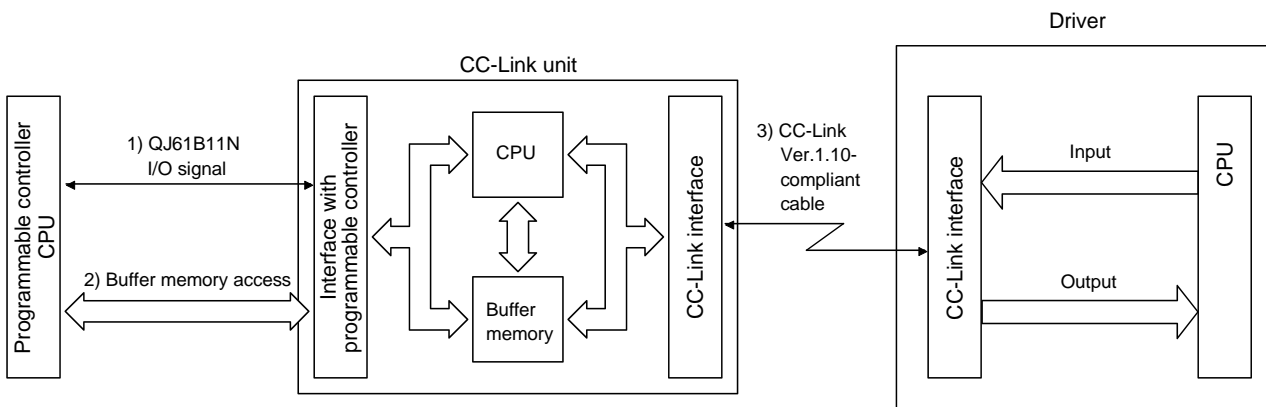 Driver
CC-Link unit
Programmable controller
CPU
1) QJ61B11N
I/O signal
2) Buffer memory access
Interface with
programmable controller
CPU
Buffer
memory
CC-Link interface
3) CC-Link
Ver.1.10-
compliant
cable
CC-Link interface
Input
Output
CPU